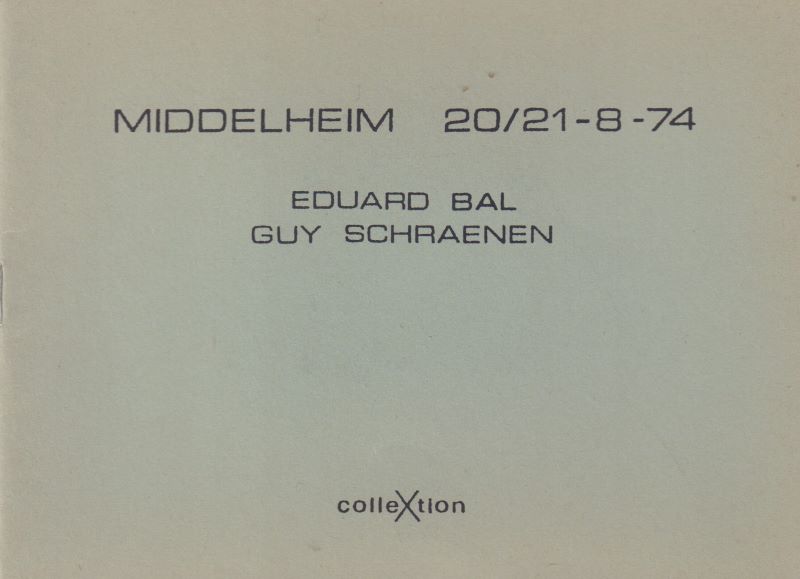 MIDDELHEIM 20/21-8-74
EDUARD BAL
GUY SCHRAENEN
colleXtion